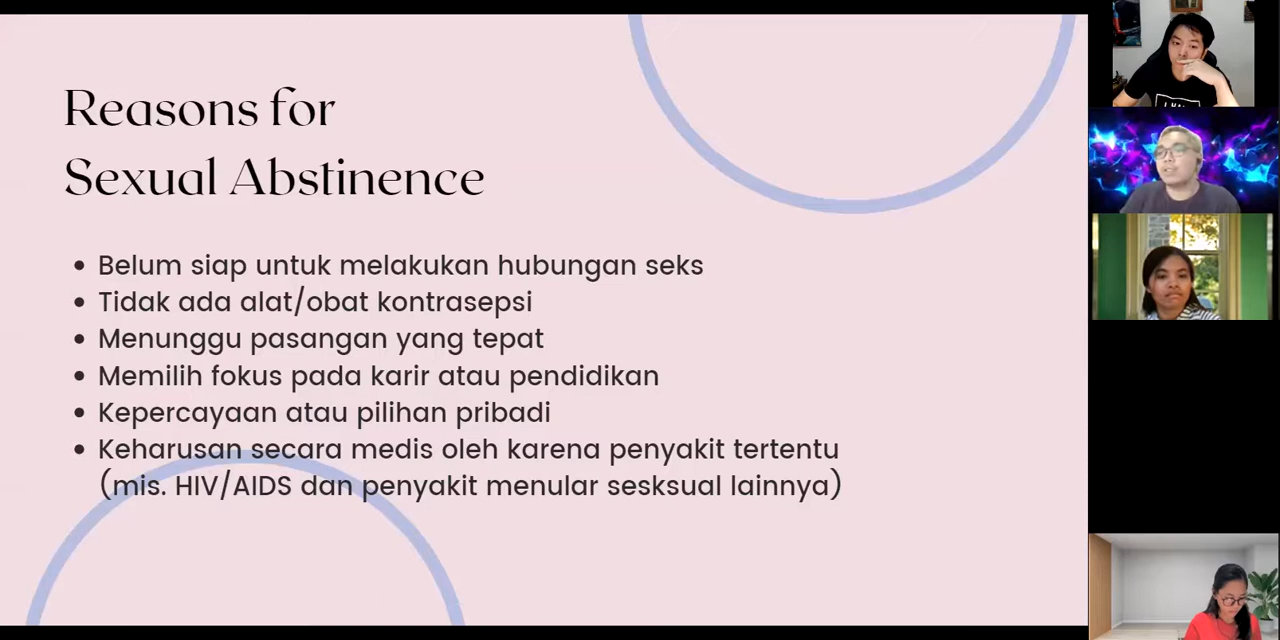 Reasons for
Sexual Abstinence
• Belum siap untuk melakukan hubungan seks
• Tidak ada alat/obat kontrasepsi
• Menunggu pasangan yang tepat
• Memilih fokus pada karir atau pendidikan
• Kepercayaan atau pilihan pribadi
• Keharusan secara medis oleh karena penyakit tertentu
(mis. HIV/AIDS dan penyakit menular sesksual lainnya)